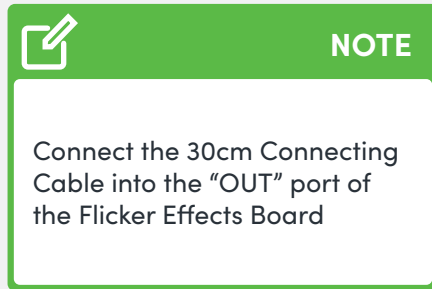 NOTE
Connect the 30cm Connecting
Cable into the “OUT” port of
the Flicker Effects Board